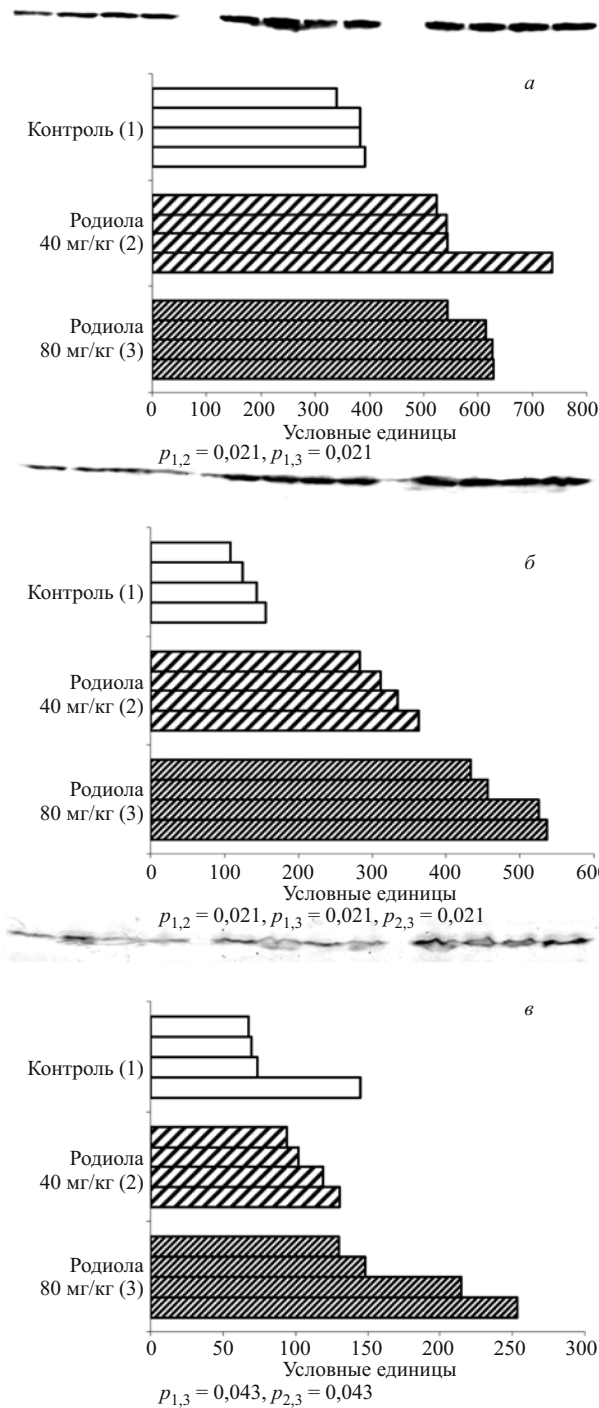 а
Контроль (1)
Родиола
40 мг/кг (2)
Родиола
80 мг/кг (3)
0 100 200 300 400 500 600 700 800
Условные единицы
p1,2 = 0,021, p1,3 = 0,021
б
Контроль (1)
Родиола
40 мг/кг (2)
Родиола
80 мг/кг (3)
0 100 200 300 400 500 600
Условные единицы
p1,2 = 0,021, p1,3 = 0,021, p2,3 = 0,021
в
Контроль (1)
Родиола
40 мг/кг (2)
Родиола
80 мг/кг (3)
0 50 100 150 200 250 300
Условные единицы
p1,3 = 0,043, p2,3 = 0,043